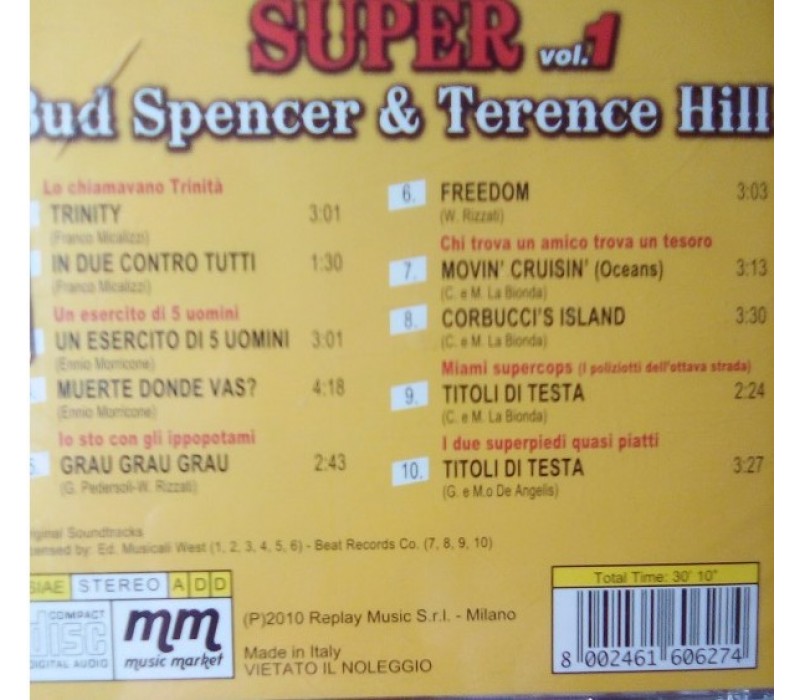 SUPER vol.1
Bud Spencer & Terence Hill
Lo chiamavano Trinità
TRINITY 3:01
(Franco Micalizzi)
IN DUE CONTRO TUTTI 1:30
(Franco Micalizzi)
Un esercito di 5 uomini
UN ESERCITO DI 5 UOMINI 3:01
(Ennio Morricone)
MUERTE DONDE VAS? 4:18
(Ennio Morricone)
Io sto con gli ippopotami
5. GRAU GRAU GRAU 2:43
(G. Pedersoli-W. Rizzati)
6. FREEDOM 3:03
(W. Rizzati)
Chi trova un amico trova un tesoro
7. MOVIN' CRUISIN' (Oceans) 3:13
(C. e M. La Bionda)
8. CORBUCCI'S ISLAND 3:30
(C. e M. La Bionda)
Miami supercops (I poliziotti dell'ottava strada)
9. TITOLI DI TESTA 2:24
(C. e M. La Bionda)
I due superpiedi quasi piatti
10. TITOLI DI TESTA 3:27
(G. e M.o De Angelis)
Original Soundtracks
censed by: Ed. Musicali West (1, 2, 3, 4, 5, 6) - Beat Records Co. (7, 8, 9, 10)
SIAE STEREO ADD
COMPACT
disc
DIGITAL AUDIO
mm
music market
(P)2010 Replay Music S.r.l. - Milano
Made in Italy
VIETATO IL NOLEGGIO
Total Time: 30' 10"
8 002461 606274